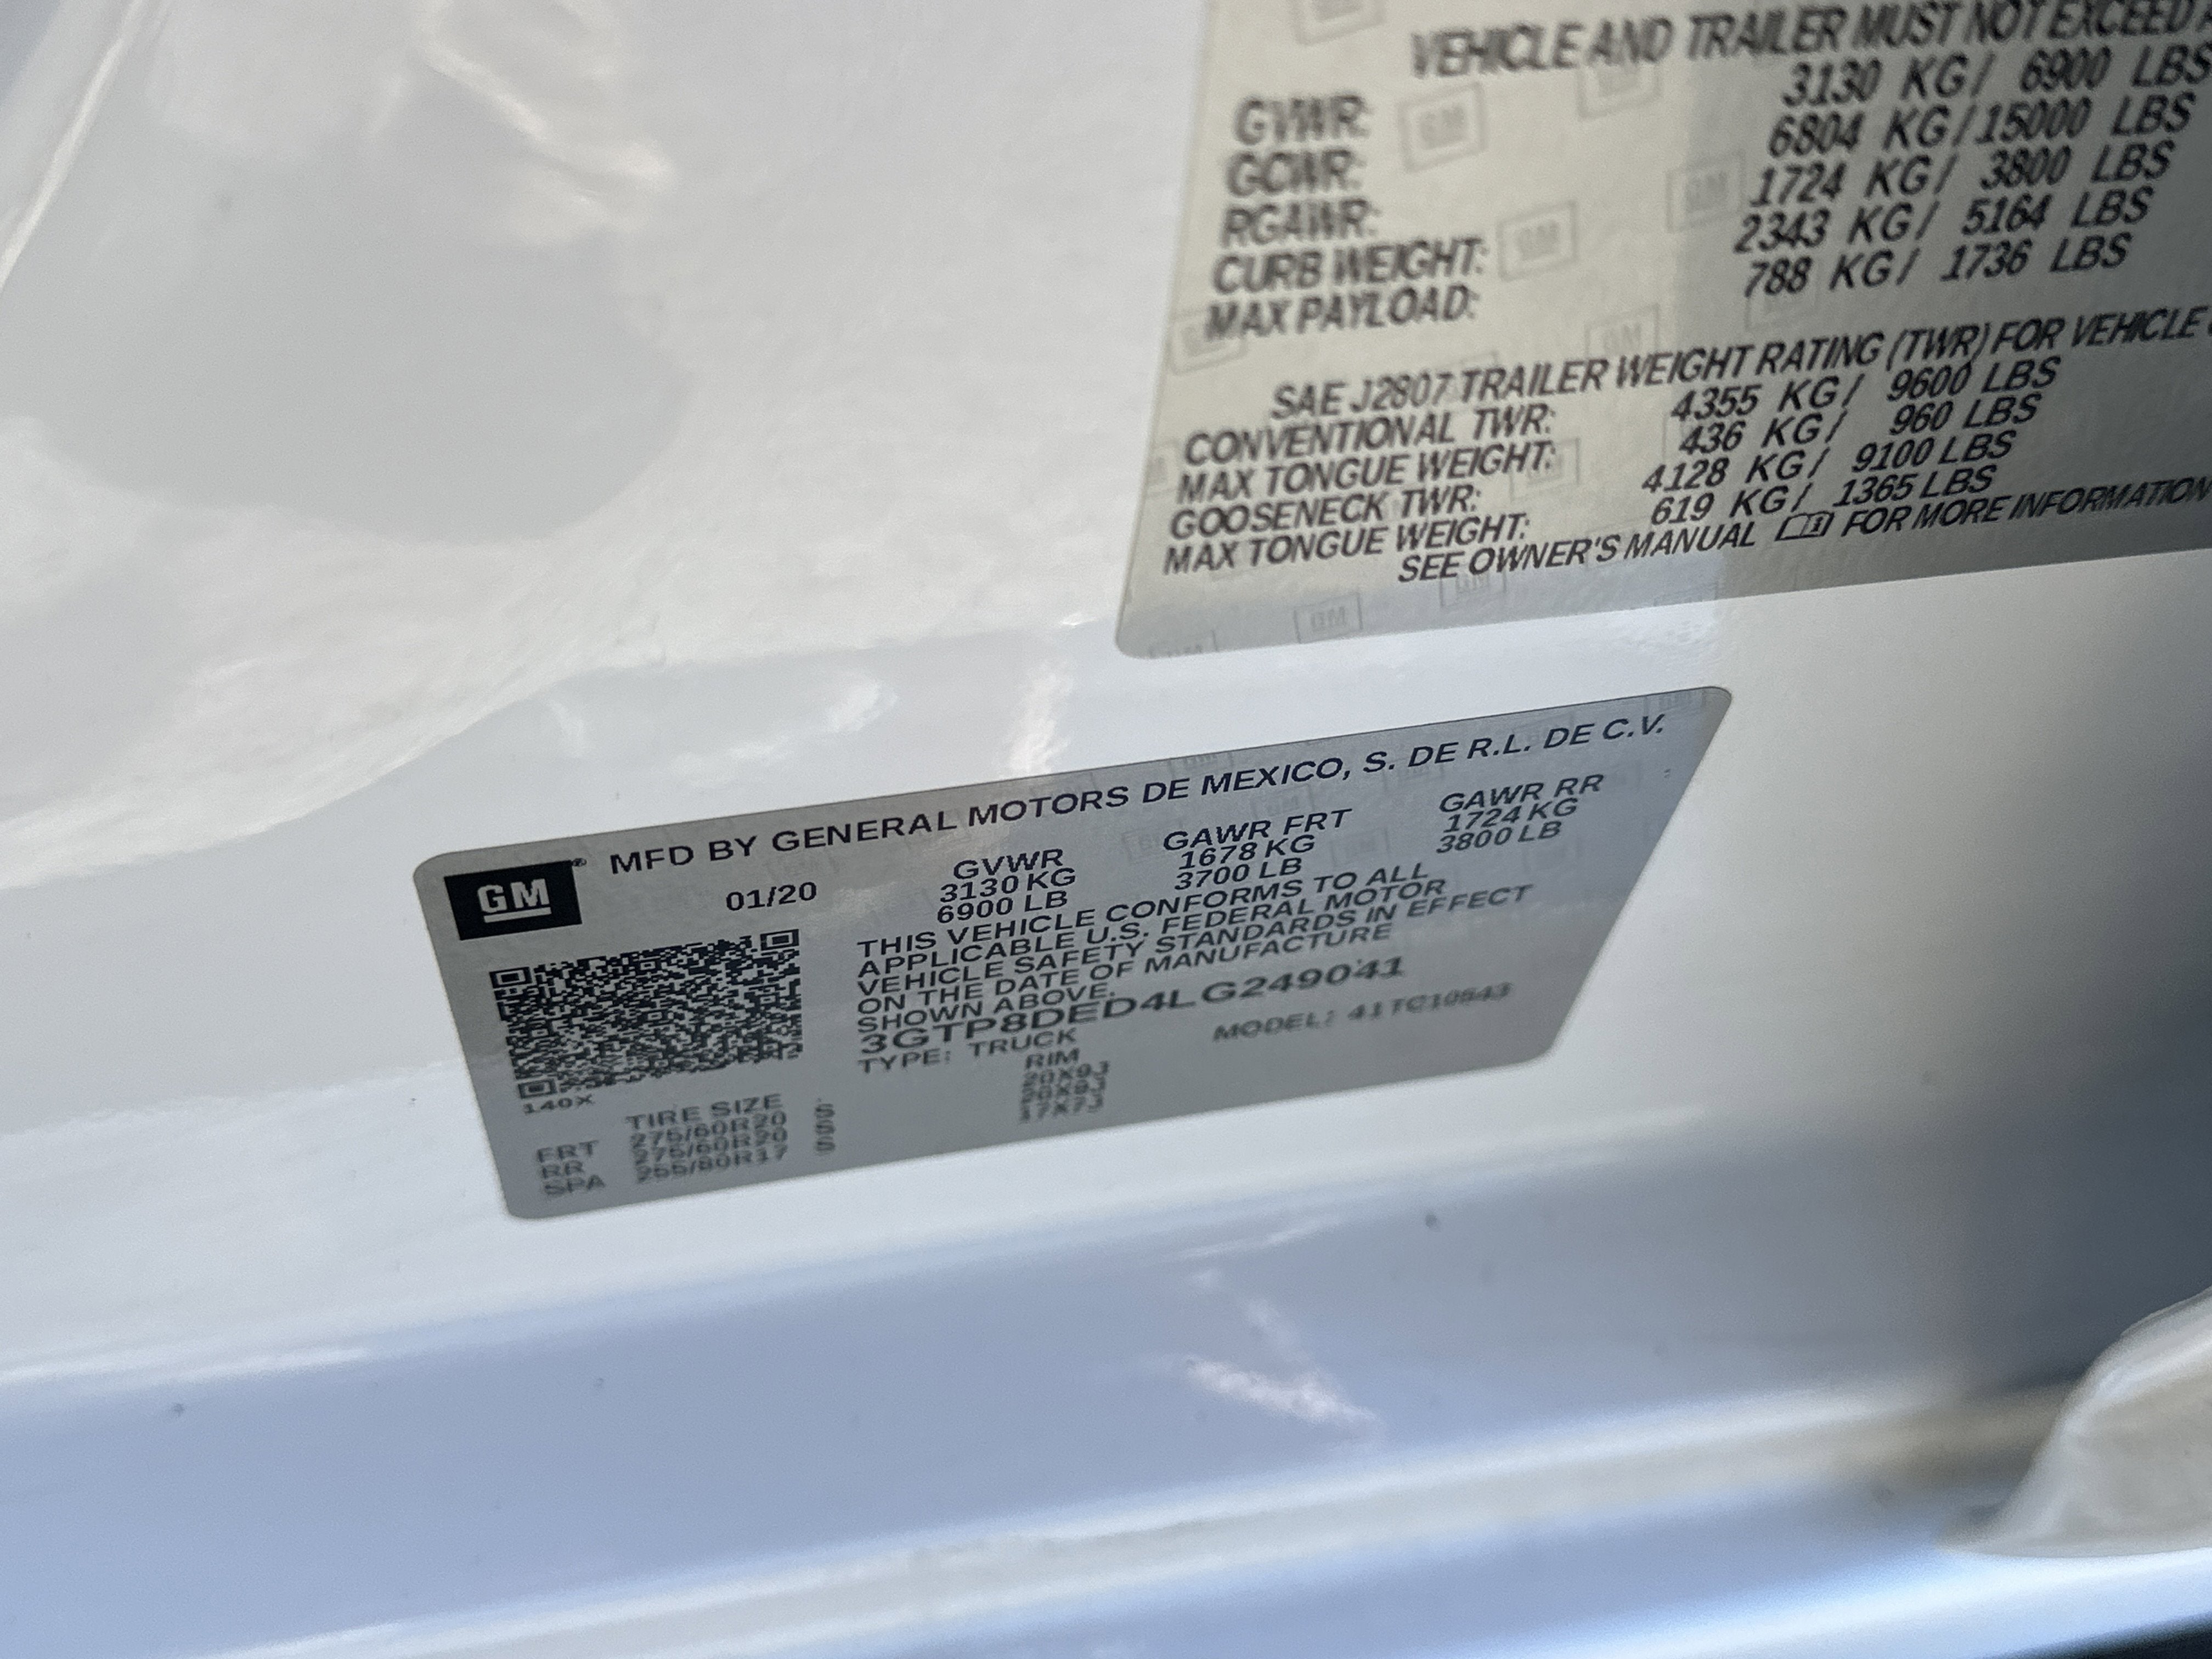 VEHICLE AND TRAILER MUST NOT EXCEED
GVWR: 3130 KG/ 6900 LBS
GCWR: 6804 KG/15000 LBS
RGAWR: 1724 KG/ 3800 LBS
CURB WEIGHT: 2343 KG/ 5164 LBS
MAX PAYLOAD: 788 KG/ 1736 LBS
SAE J2807 TRAILER WEIGHT RATING (TWR) FOR VEHICLE
CONVENTIONAL TWR: 4355 KG/ 9600 LBS
MAX TONGUE WEIGHT: 436 KG/ 960 LBS
GOOSENECK TWR: 4128 KG/ 9100 LBS
MAX TONGUE WEIGHT: 619 KG/ 1365 LBS
SEE OWNER'S MANUAL FOR MORE INFORMATION
GM® MFD BY GENERAL MOTORS DE MEXICO, S. DE R.L. DE C.V.
01/20 GVWR GAWR FRT GAWR RR
3130 KG 1678 KG 1724 KG
6900 LB 3700 LB 3800 LB
THIS VEHICLE CONFORMS TO ALL
APPLICABLE U.S. FEDERAL MOTOR
VEHICLE SAFETY STANDARDS IN EFFECT
ON THE DATE OF MANUFACTURE
SHOWN ABOVE.
3GTP8DED4LG249041
TYPE: TRUCK MODEL: 41TC10543
140X
TIRE SIZE RIM
FRT 275/60R20 S 20X9J
RR 275/60R20 S 20X9J
SPA 255/80R17 S 17X7J